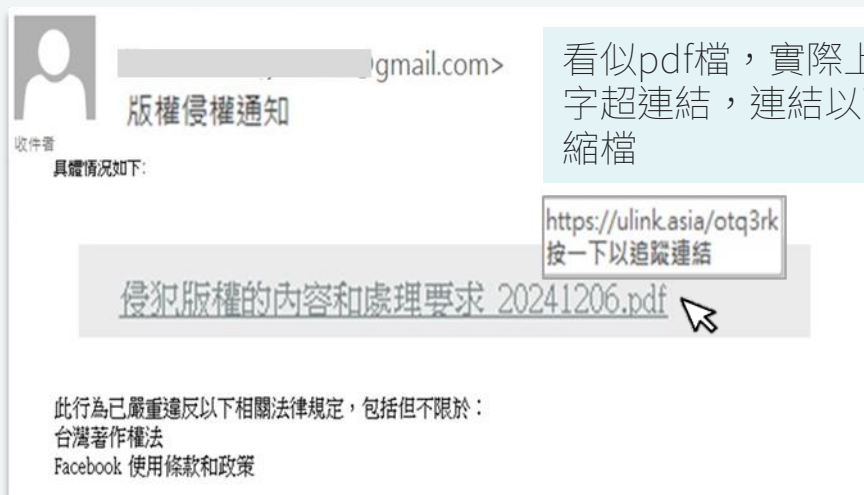 @gmail.com>
版權侵權通知
收件者
具體情況如下:
看似pdf檔，實際上
字超連結，連結以
縮檔
https://ulink.asia/otq3rk
按一下以追蹤連結
侵犯版權的內容和處理要求 20241206.pdf
此行為已嚴重違反以下相關法律規定，包括但不限於：
台灣著作權法
Facebook 使用條款和政策